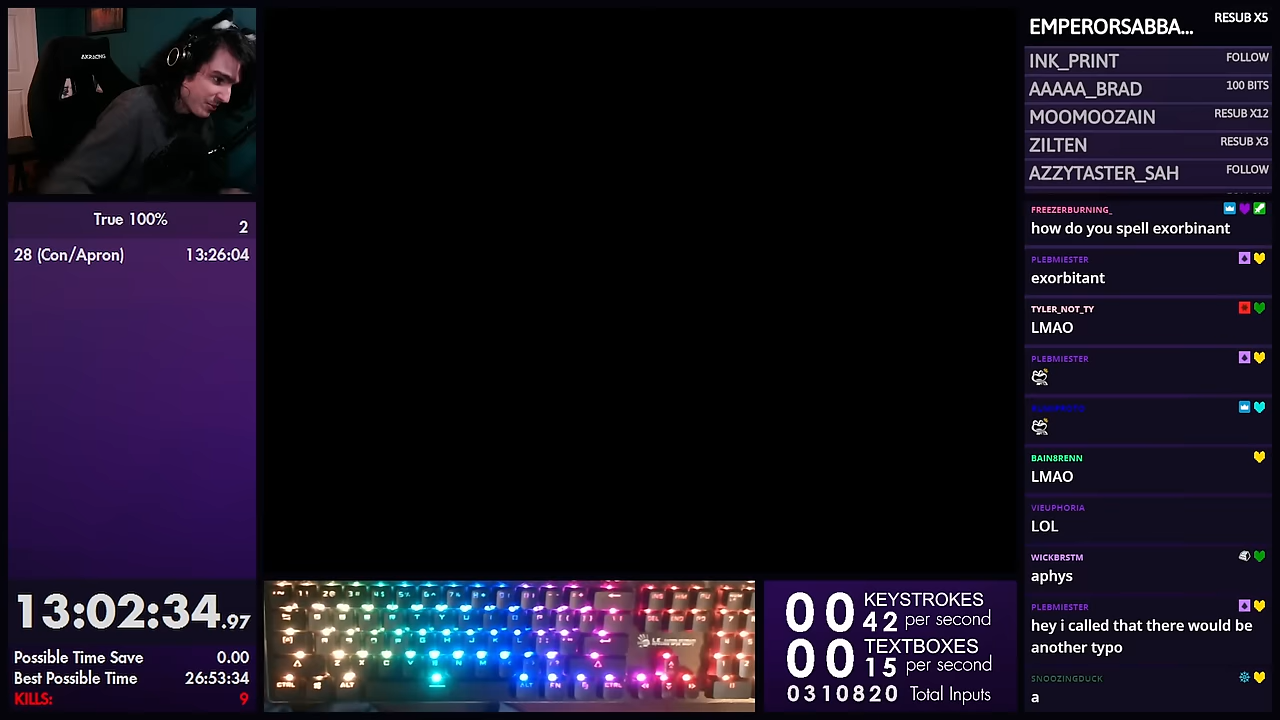 AKRACING
True 100%
2
28 (Con/Apron) 13:26:04
13:02:34.97
Possible Time Save 0.00
Best Possible Time 26:53:34
KILLS: 9
00.42 KEYSTROKES per second
00.15 TEXTBOXES per second
0310820 Total Inputs
EMPERORSABBA... RESUB X5
INK_PRINT FOLLOW
AAAAA_BRAD 100 BITS
MOOMOOZAIN RESUB X12
ZILTEN RESUB X3
AZZYTASTER_SAH FOLLOW
FREEZERBURNING_
how do you spell exorbinant
PLEBMIESTER
exorbitant
TYLER_NOT_TY
LMAO
PLEBMIESTER
BAIN8RENN
LMAO
VIEUPHORIA
LOL
WICKBRSTM
aphys
PLEBMIESTER
hey i called that there would be
another typo
SNOOZINGDUCK
a